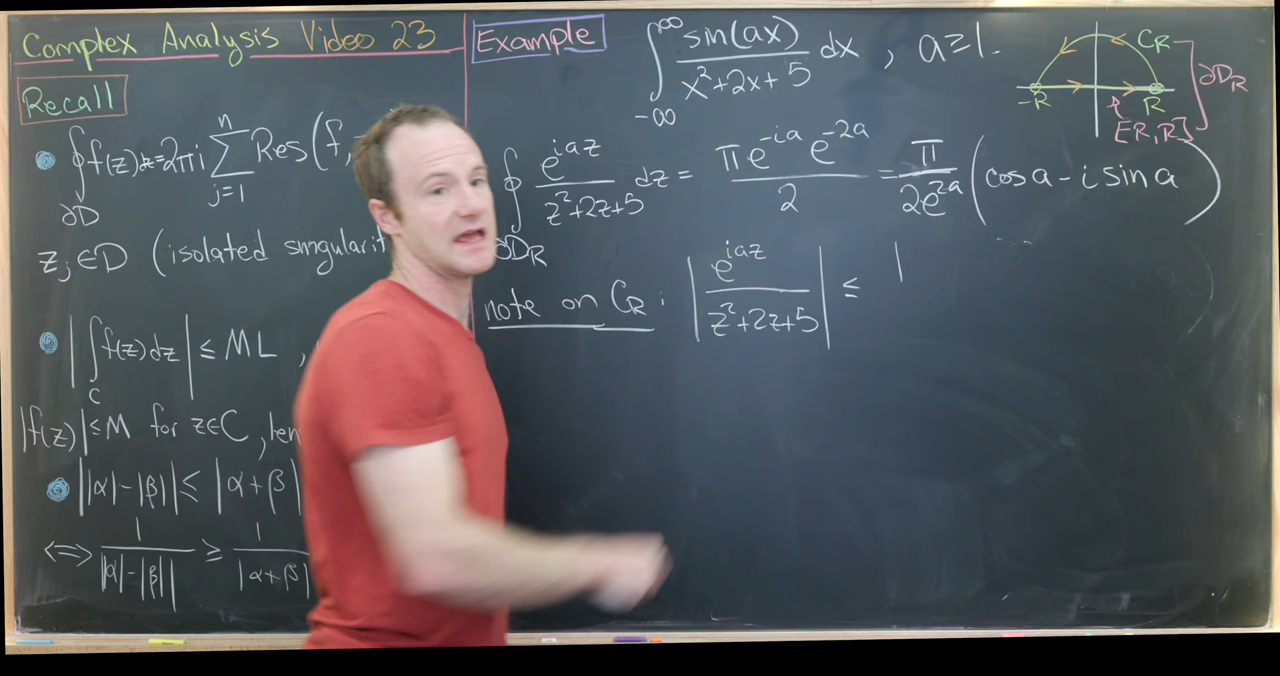 Complex Analysis Video 23
Recall
∮_{∂D} f(z)dz = 2πi ∑_{j=1}^{n} Res(f,
z_j ∈ D (isolated singularit
|∫_C f(z)dz| ≤ ML ,
|f(z)| ≤ M for z∈C , len
||α|-|β|| ≤ |α+β|
⟺ 1/||α|-|β|| ≥ 1/|α+β|
Example
∫_{-∞}^{∞} sin(ax)/(x²+2x+5) dx , a≥1.
C_R
-R
R
∂D_R
[-R,R]
∮_{∂D_R} e^{iaz}/(z²+2z+5) dz = πe^{-ia}e^{-2a}/2 = π/(2e^{2a}) (cos a - i sin a)
note on C_R : |e^{iaz}/(z²+2z+5)| ≤ |